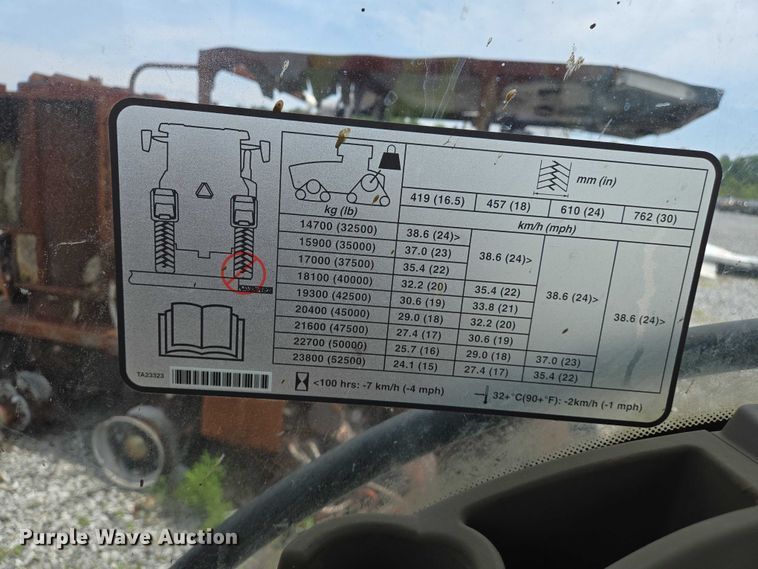 mm (in)
kg (lb)
419 (16.5) 457 (18) 610 (24) 762 (30)
km/h (mph)
14700 (32500) 38.6 (24)>
15900 (35000) 37.0 (23) 38.6 (24)>
17000 (37500) 35.4 (22)
18100 (40000) 32.2 (20) 35.4 (22) 38.6 (24)>
19300 (42500) 30.6 (19) 33.8 (21) 38.6 (24)>
20400 (45000) 29.0 (18) 32.2 (20)
21600 (47500) 27.4 (17) 30.6 (19)
22700 (50000) 25.7 (16) 29.0 (18) 37.0 (23)
23800 (52500) 24.1 (15) 27.4 (17) 35.4 (22)
TA23323
<100 hrs: -7 km/h (-4 mph) 32+°C(90+°F): -2km/h (-1 mph)
Purple Wave Auction®